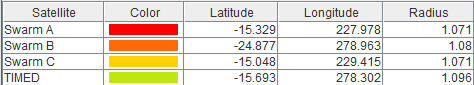 Satellite Color Latitude Longitude Radius
Swarm A -15.329 227.978 1.071
Swarm B -24.877 278.963 1.08
Swarm C -15.048 229.415 1.071
TIMED -15.693 278.302 1.096